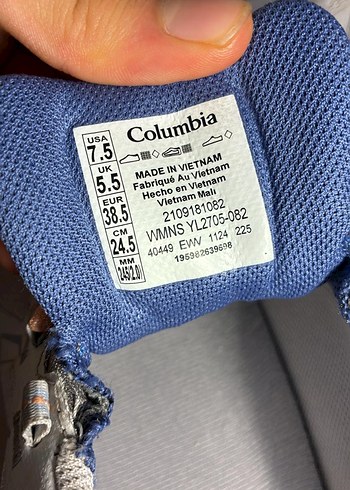 Columbia
USA
7.5
UK
5.5
EUR
38.5
CM
24.5
MM
245(2.0)
MADE IN VIETNAM
Fabriqué Au Vietnam
Hecho en Vietnam
Vietnam Mali
2109181082
WMNS YL2705-082
40449 EVW 1124 225
195982639598